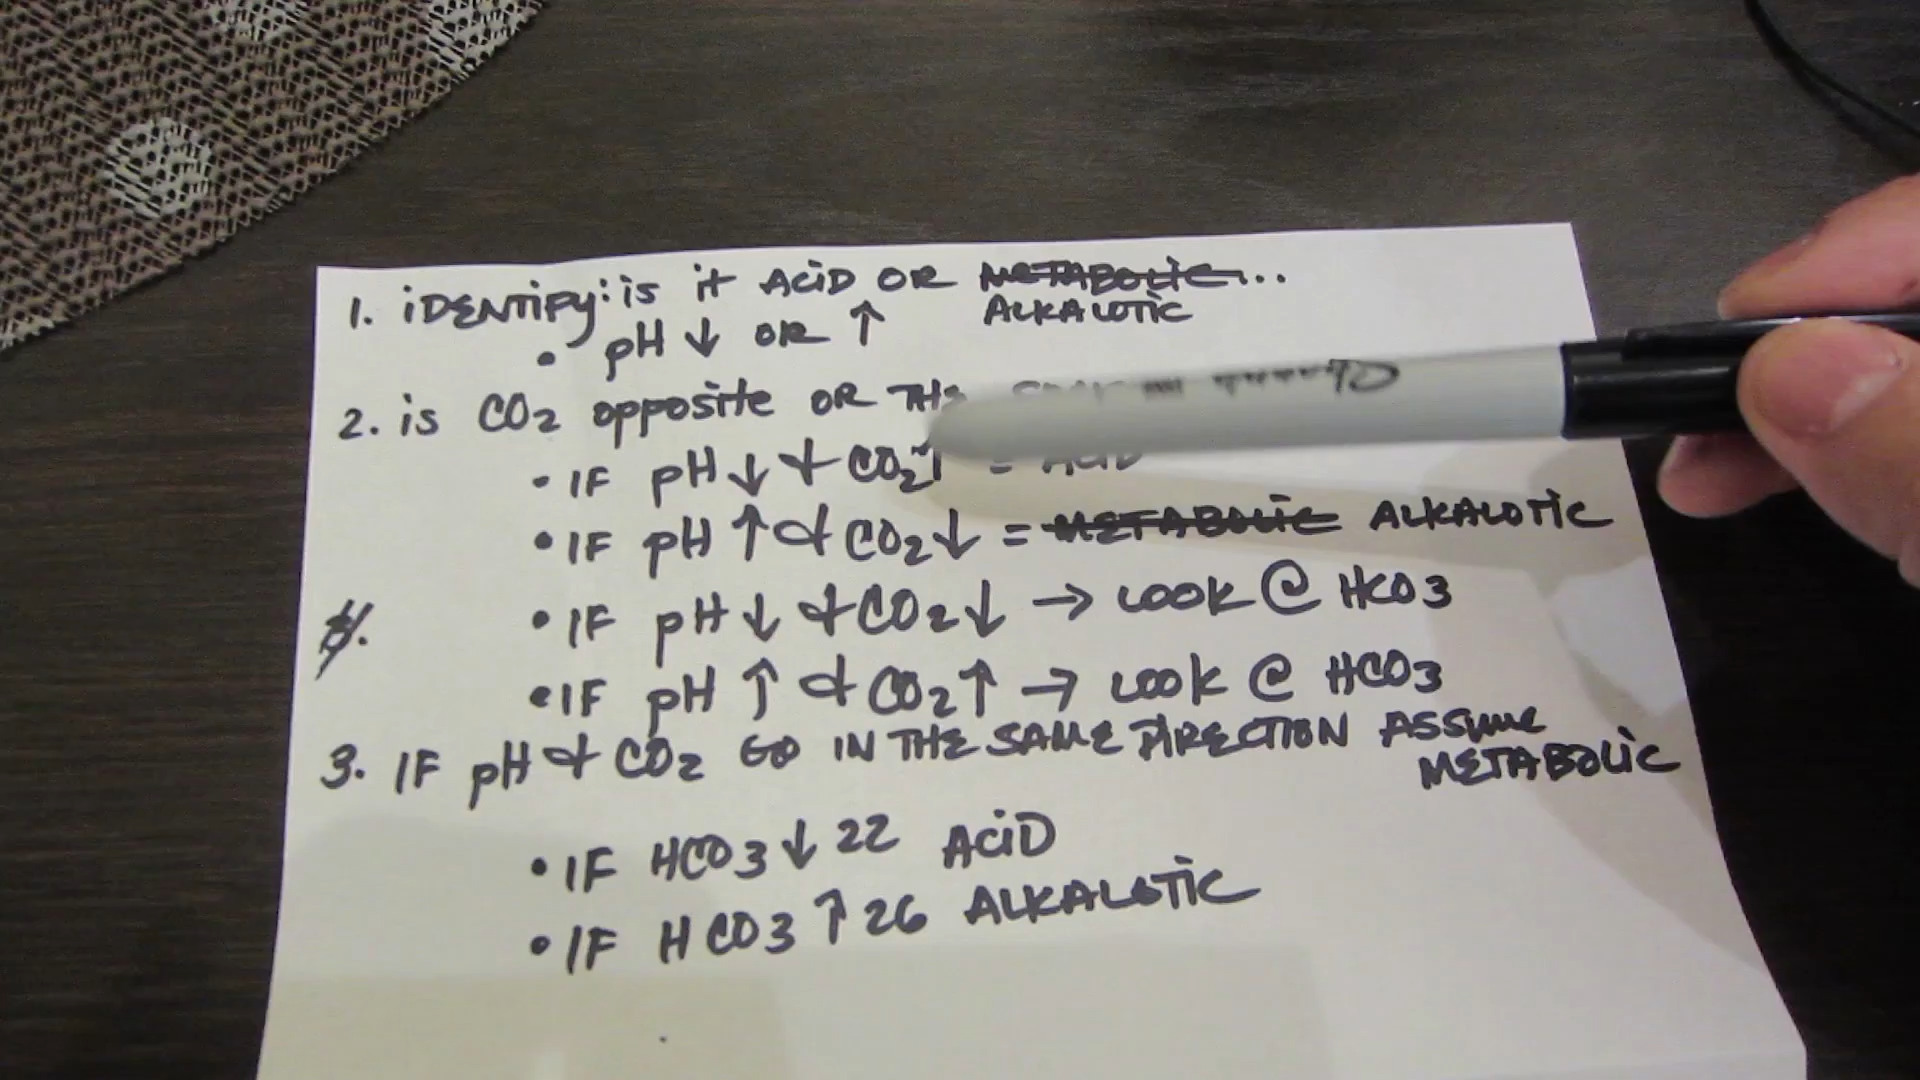 1. iDENTiFy: is it ACiD OR METABOLiC...
ALKALOTiC
• pH ↓ OR ↑
2. is CO2 opposite OR THE
• IF pH ↓ & CO2↑ = ACiD
• IF pH ↑ & CO2 ↓ = METABOLiC ALKALOTiC
• IF pH ↓ & CO2 ↓ → LOOK @ HCO3
• IF pH ↑ & CO2 ↑ → LOOK @ HCO3
3. IF pH & CO2 GO IN THE SAME DIRECTION ASSUME
METABOLiC
• IF HCO3 ↓ 22 ACiD
• IF HCO3 ↑ 26 ALKALOTiC